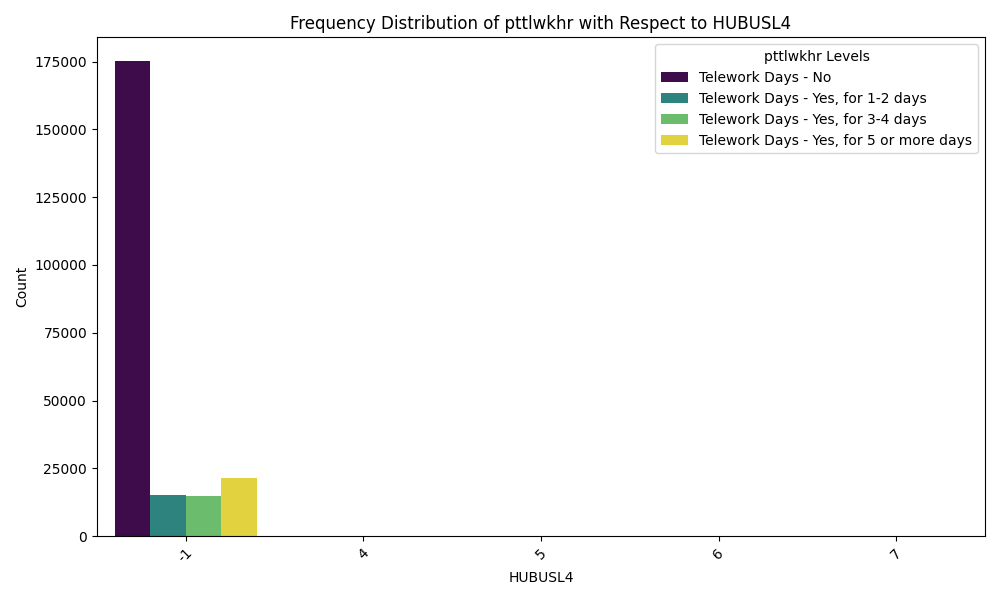 Frequency Distribution of pttlwkhr with Respect to HUBUSL4
pttlwkhr Levels
Telework Days - No
Telework Days - Yes, for 1-2 days
Telework Days - Yes, for 3-4 days
Telework Days - Yes, for 5 or more days
Count
175000
150000
125000
100000
75000
50000
25000
0
-1
4
5
6
7
HUBUSL4